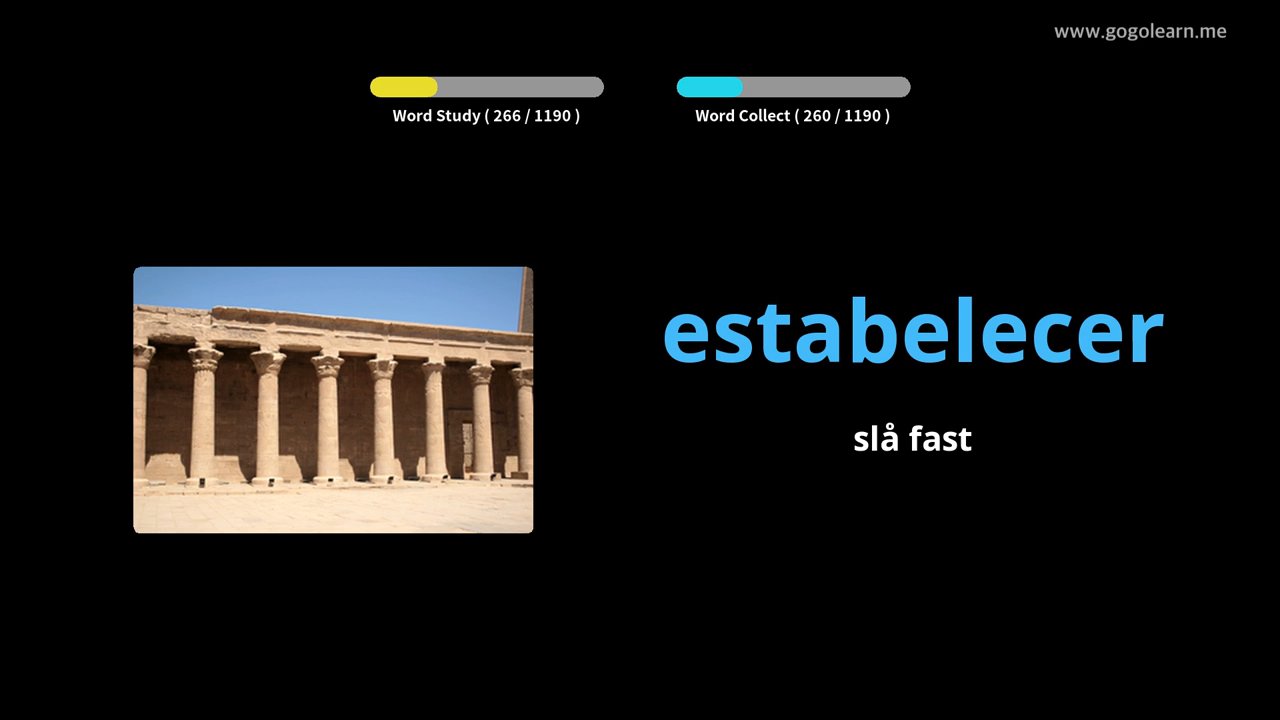 www.gogolearn.me
Word Study ( 266 / 1190 )
Word Collect ( 260 / 1190 )
estabelecer
slå fast